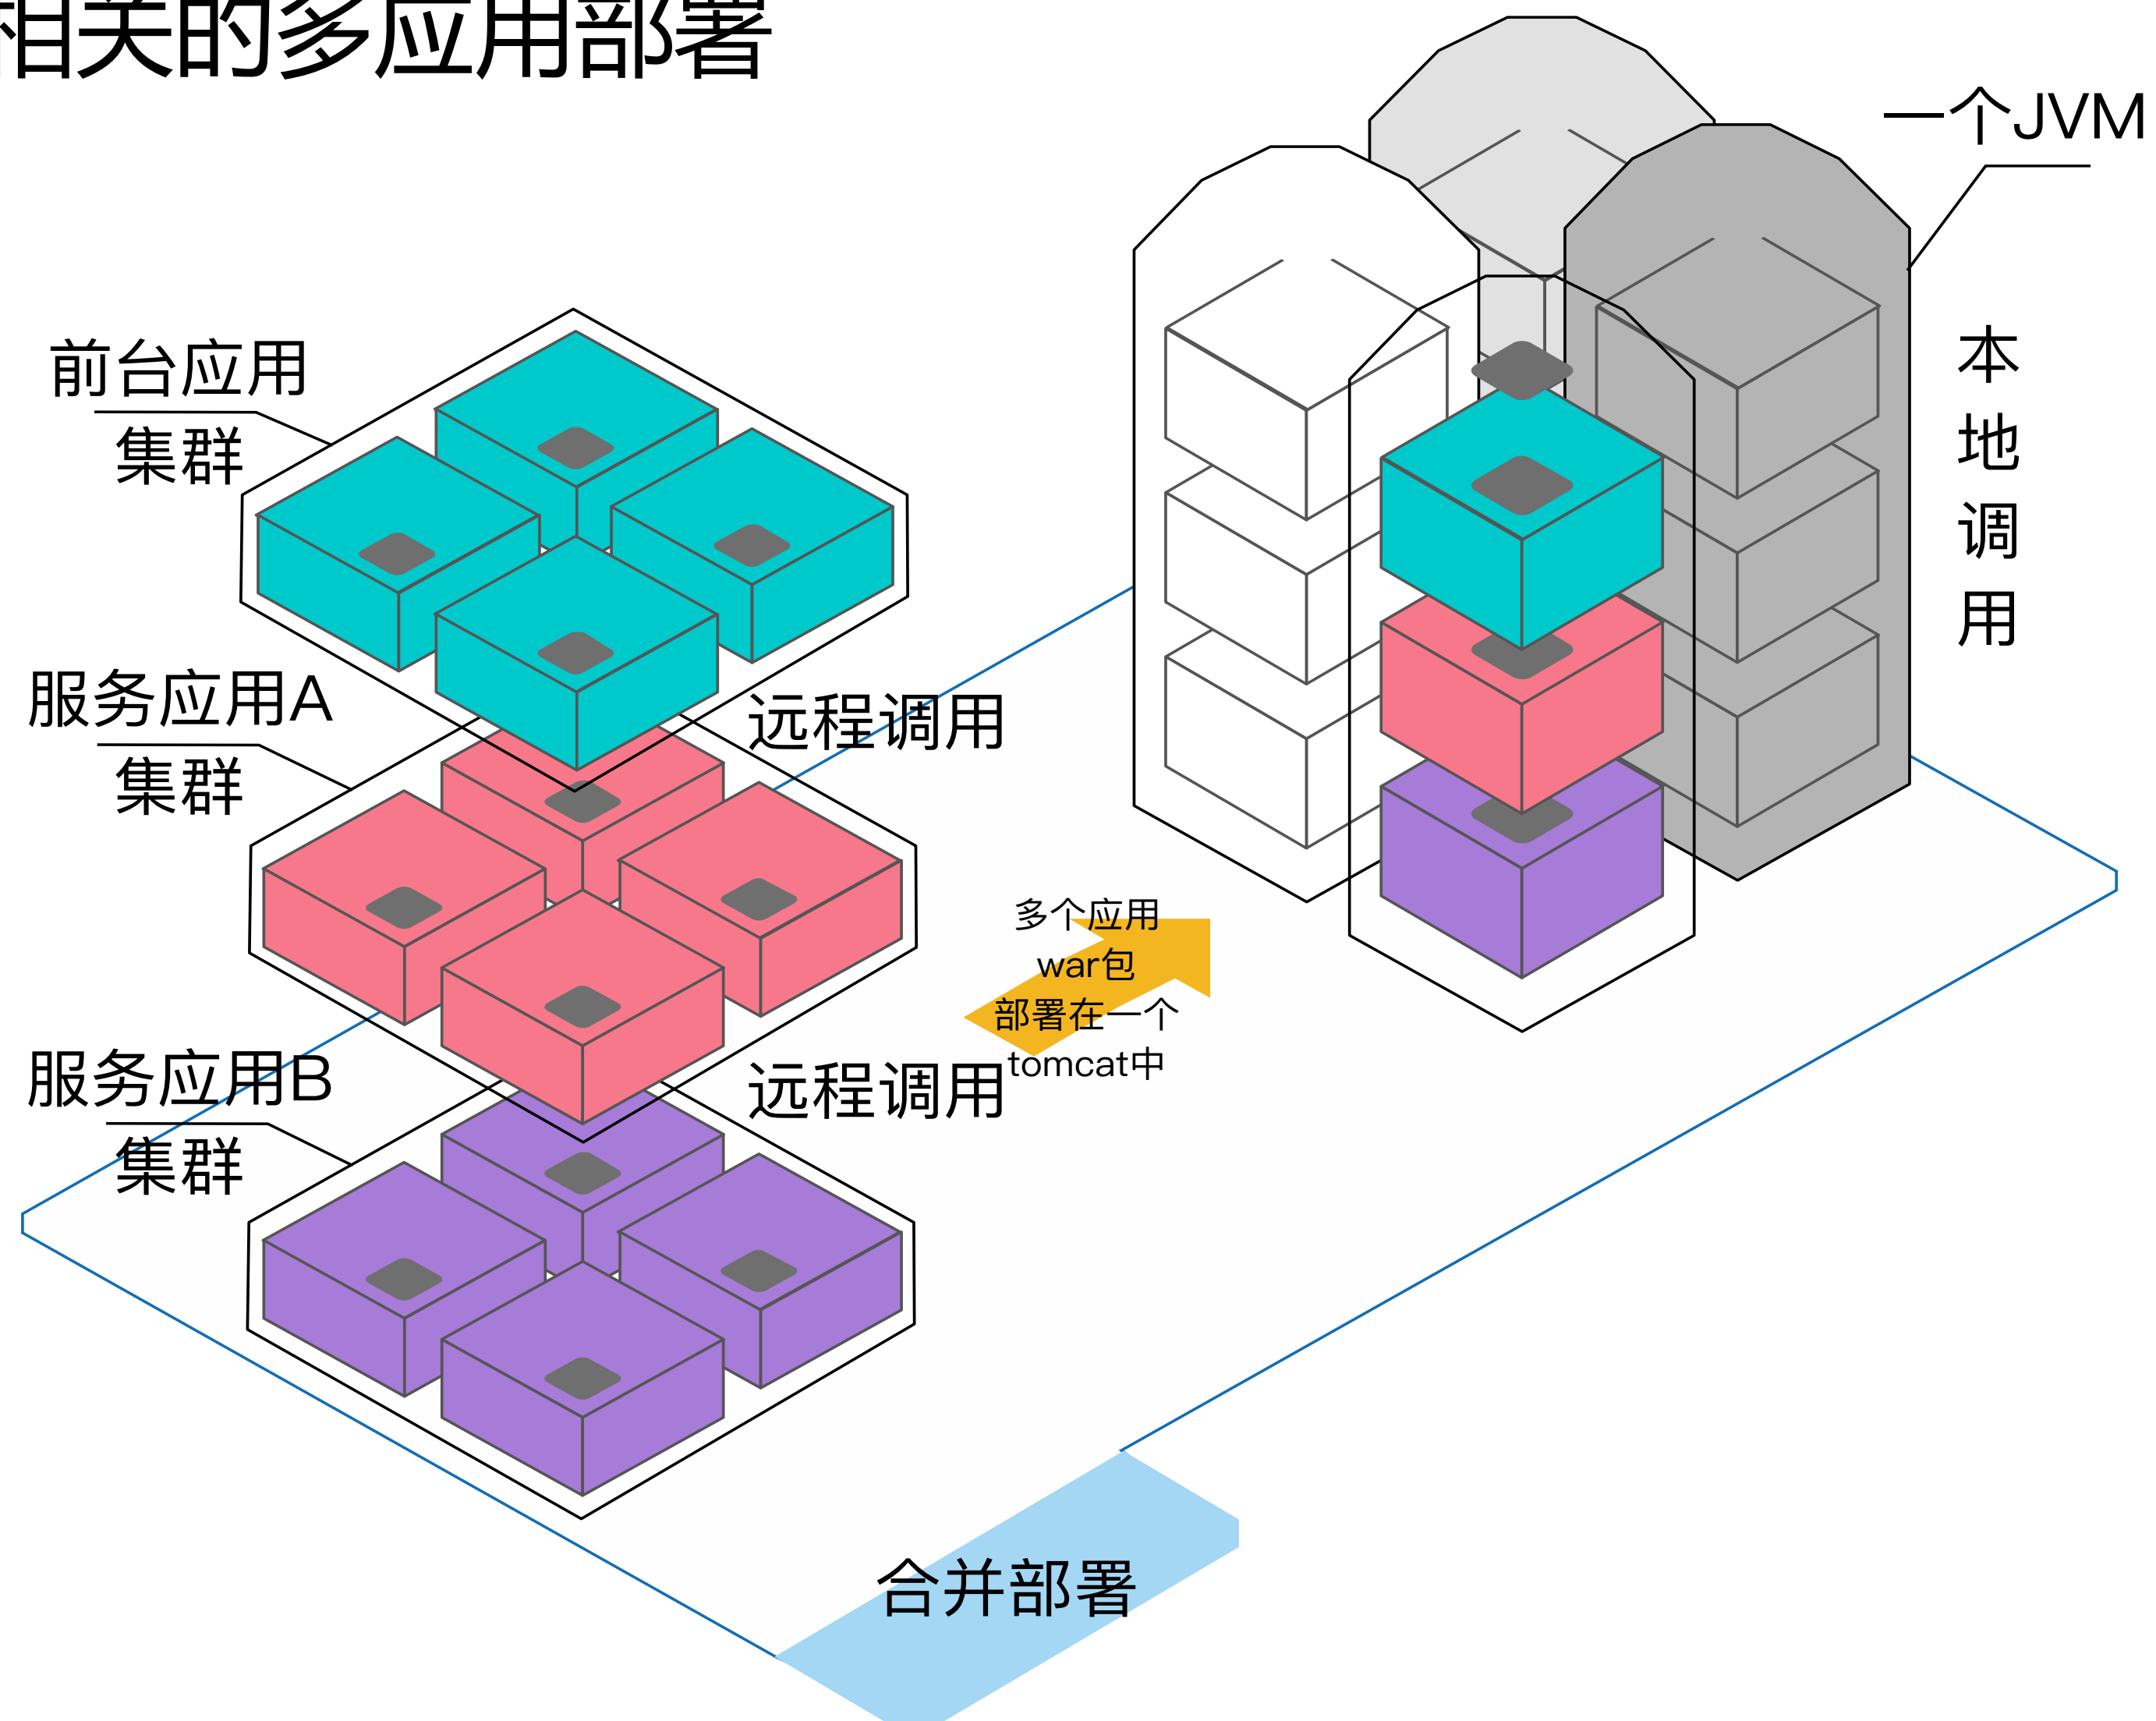 相关的多应用部署
一个JVM
前台应用
集群
本
地
调
用
服务应用A
集群
远程调用
多个应用
war包
部署在一个
tomcat中
服务应用B
集群
远程调用
合并部署